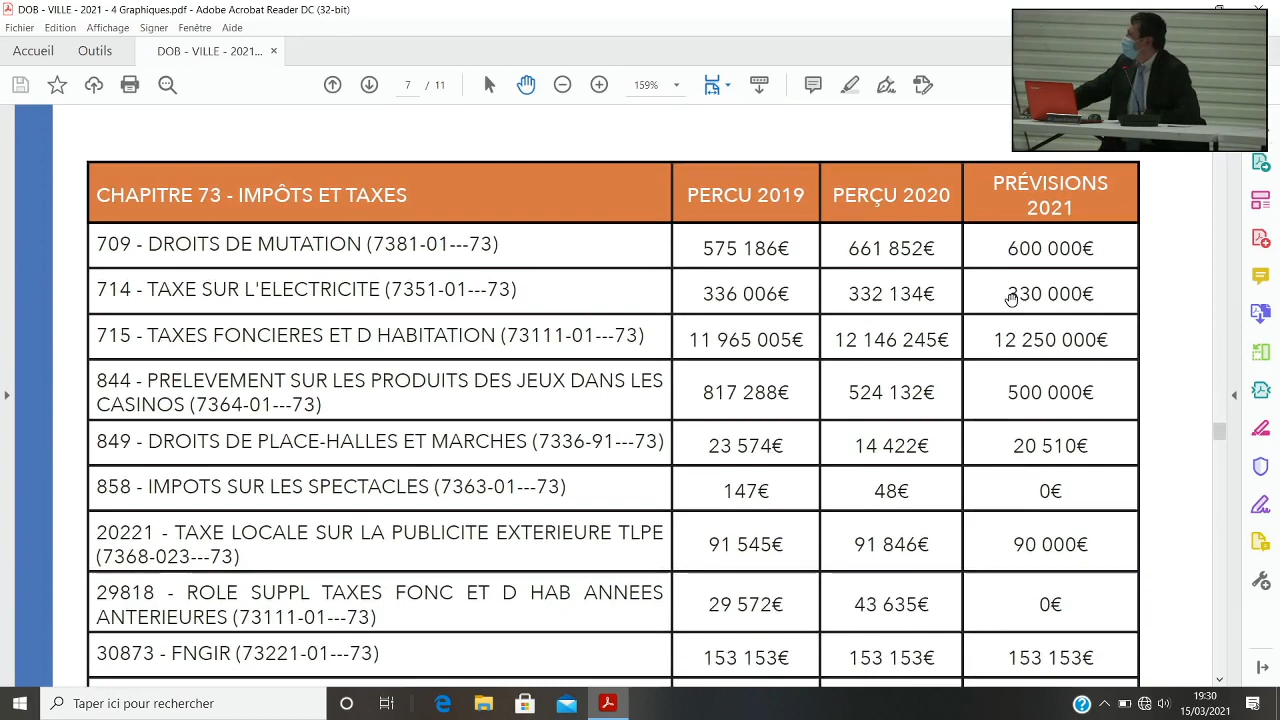 DOB - VILLE - 2021 - 4 Graphiques.pdf - Adobe Acrobat Reader DC (32-bit)
Fichier Edition Affichage Signer Fenêtre Aide
Accueil Outils DOB - VILLE - 2021... ×
7 / 11 159%
CHAPITRE 73 - IMPÔTS ET TAXES PERCU 2019 PERÇU 2020 PRÉVISIONS
2021
709 - DROITS DE MUTATION (7381-01---73) 575 186€ 661 852€ 600 000€
714 - TAXE SUR L'ELECTRICITE (7351-01---73) 336 006€ 332 134€ 330 000€
715 - TAXES FONCIERES ET D HABITATION (73111-01---73) 11 965 005€ 12 146 245€ 12 250 000€
844 - PRELEVEMENT SUR LES PRODUITS DES JEUX DANS LES
CASINOS (7364-01---73) 817 288€ 524 132€ 500 000€
849 - DROITS DE PLACE-HALLES ET MARCHES (7336-91---73) 23 574€ 14 422€ 20 510€
858 - IMPOTS SUR LES SPECTACLES (7363-01---73) 147€ 48€ 0€
20221 - TAXE LOCALE SUR LA PUBLICITE EXTERIEURE TLPE
(7368-023---73) 91 545€ 91 846€ 90 000€
29818 - ROLE SUPPL TAXES FONC ET D HAB ANNEES
ANTERIEURES (73111-01---73) 29 572€ 43 635€ 0€
30873 - FNGIR (73221-01---73) 153 153€ 153 153€ 153 153€
Taper ici pour rechercher
19:30
15/03/2021